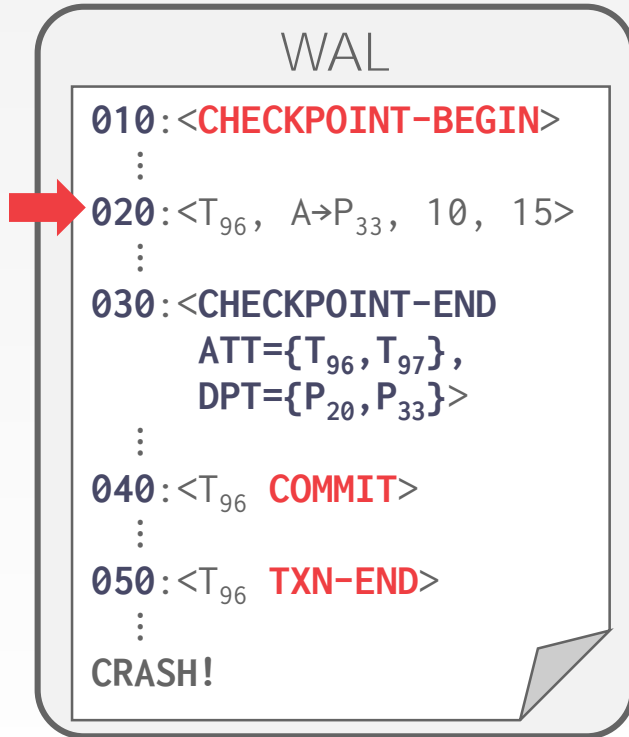 WAL
010:<CHECKPOINT-BEGIN>
⋮
020:<T₉₆, A→P₃₃, 10, 15>
⋮
030:<CHECKPOINT-END
ATT={T₉₆,T₉₇},
DPT={P₂₀,P₃₃}>
⋮
040:<T₉₆ COMMIT>
⋮
050:<T₉₆ TXN-END>
⋮
CRASH!